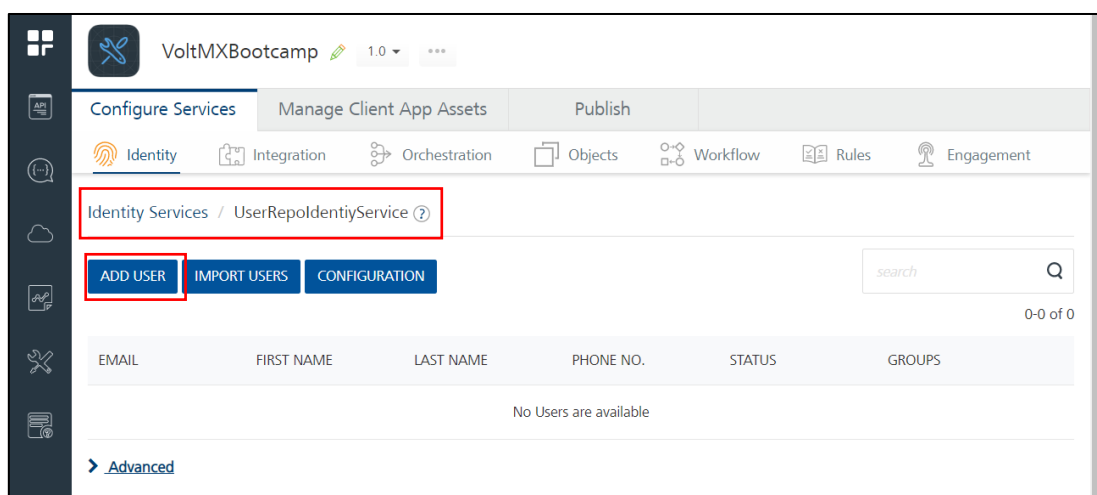 VoltMXBootcamp 1.0
API
Configure Services Manage Client App Assets Publish
Identity Integration Orchestration Objects Workflow Rules Engagement
Identity Services / UserRepoIdentiyService ?
ADD USER IMPORT USERS CONFIGURATION search
0-0 of 0
EMAIL FIRST NAME LAST NAME PHONE NO. STATUS GROUPS
No Users are available
Advanced